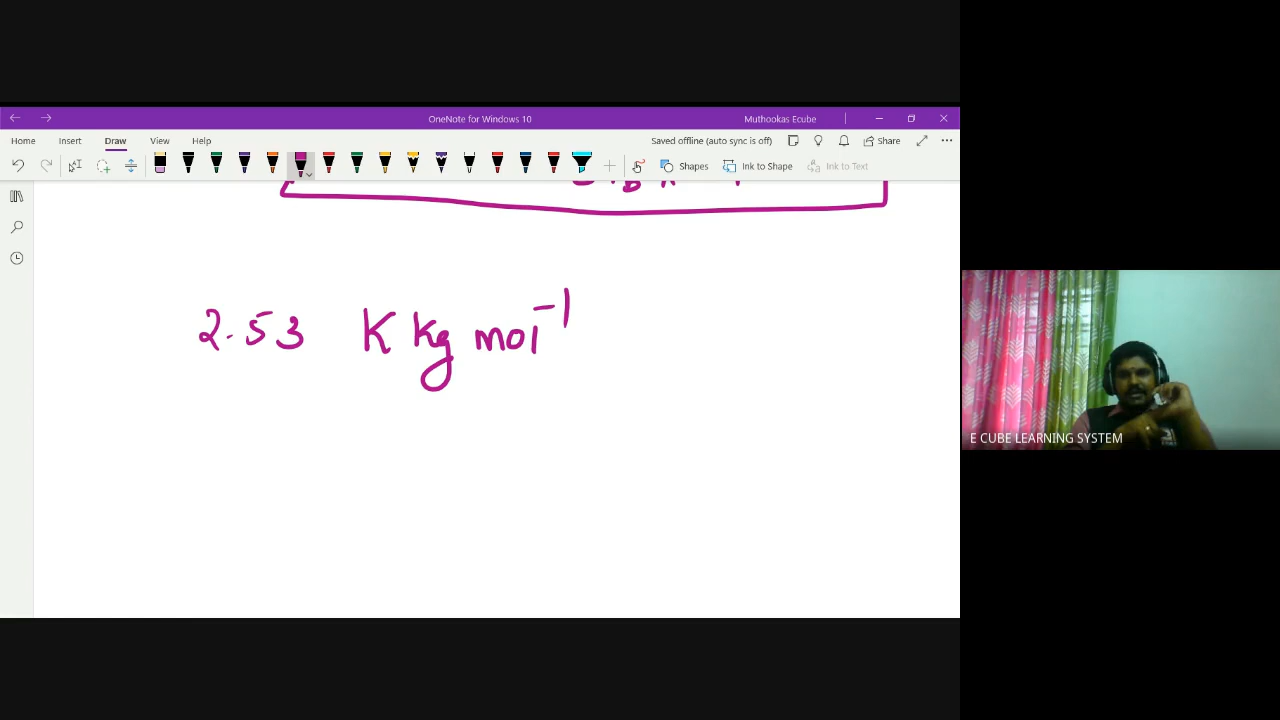 OneNote for Windows 10
Muthookas Ecube
Home Insert Draw View Help
Saved offline (auto sync is off) Share
Shapes Ink to Shape Ink to Text
2.53 K kg mol⁻¹
E CUBE LEARNING SYSTEM